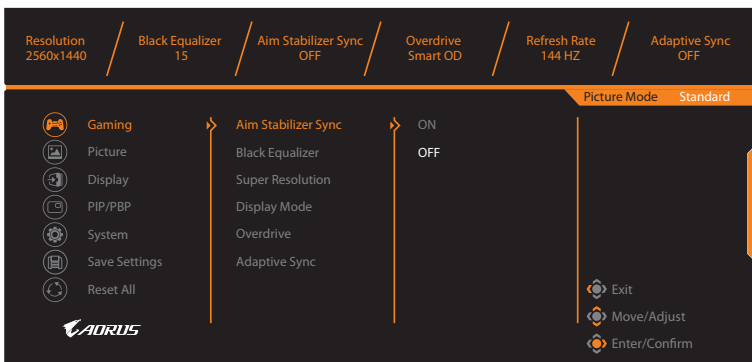 Resolution Black Equalizer Aim Stabilizer Sync Overdrive Refresh Rate Adaptive Sync
2560x1440 15 OFF Smart OD 144 HZ OFF
Picture Mode Standard
Gaming Aim Stabilizer Sync ON
Picture Black Equalizer OFF
Display Super Resolution
PIP/PBP Display Mode
System Overdrive
Save Settings Adaptive Sync
Reset All Exit
AORUS Move/Adjust
Enter/Confirm